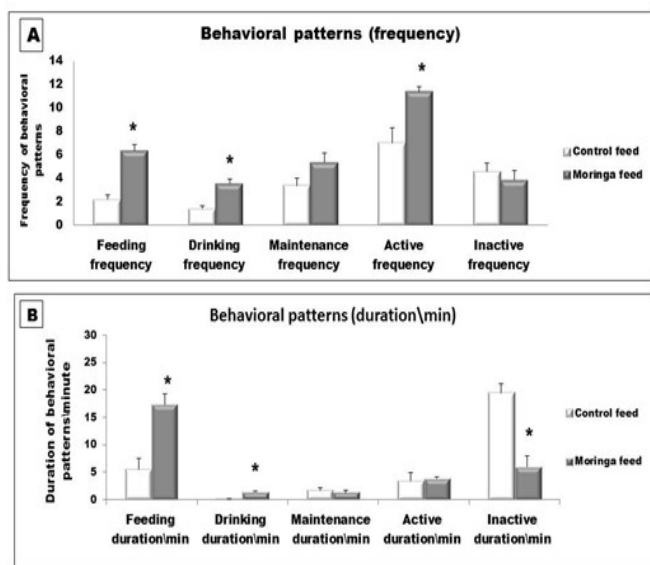 A
Behavioral patterns (frequency)
Frequency of behavioral
patterns
14
12
10
8
6
4
2
0
*
*
*
Control feed
Moringa feed
Feeding
frequency
Drinking
frequency
Maintenance
frequency
Active
frequency
Inactive
frequency
B
Behavioral patterns (duration\min)
Duration of behavioral
patterns\minute
30
25
20
15
10
5
0
*
*
*
Control feed
Moringa feed
Feeding
duration\min
Drinking
duration\min
Maintenance
duration\min
Active
duration\min
Inactive
duration\min